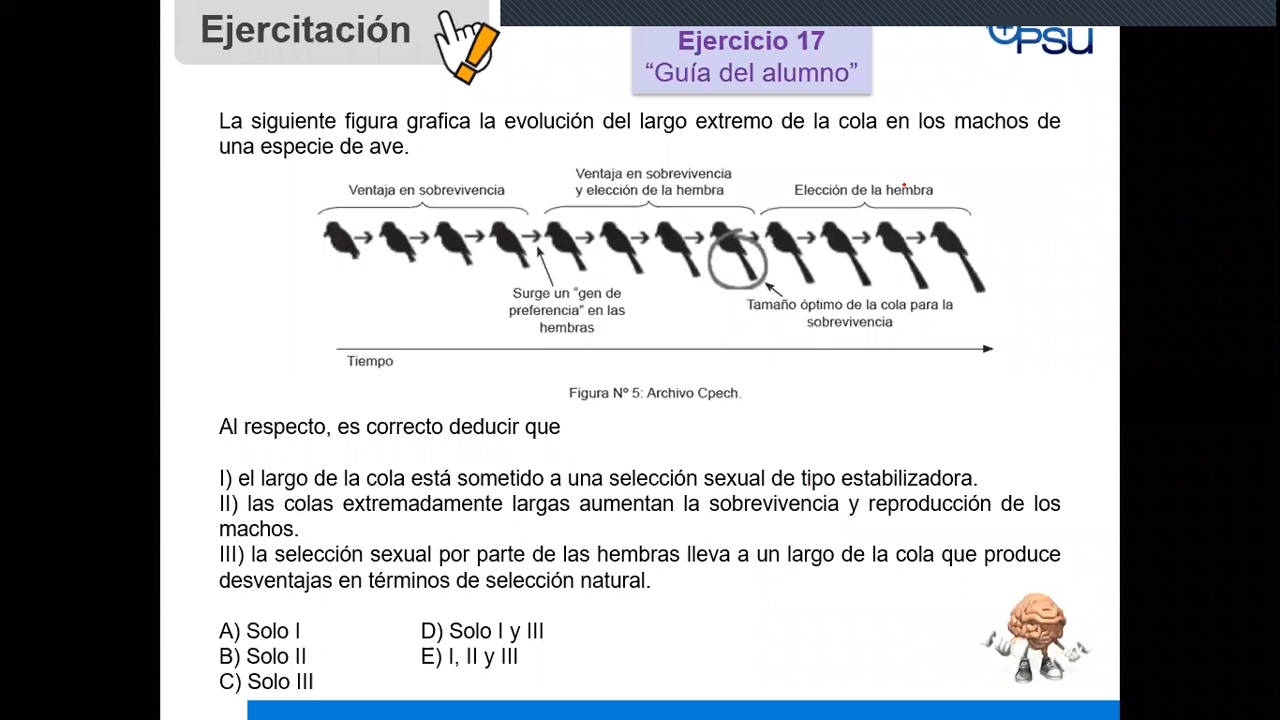 Ejercitación
Ejercicio 17
“Guía del alumno”
PSU
La siguiente figura grafica la evolución del largo extremo de la cola en los machos de
una especie de ave.
Ventaja en sobrevivencia
Ventaja en sobrevivencia
y elección de la hembra
Elección de la hembra
Surge un “gen de
preferencia” en las
hembras
Tamaño óptimo de la cola para la
sobrevivencia
Tiempo
Figura Nº 5: Archivo Cpech.
Al respecto, es correcto deducir que
I) el largo de la cola está sometido a una selección sexual de tipo estabilizadora.
II) las colas extremadamente largas aumentan la sobrevivencia y reproducción de los
machos.
III) la selección sexual por parte de las hembras lleva a un largo de la cola que produce
desventajas en términos de selección natural.
A) Solo I
B) Solo II
C) Solo III
D) Solo I y III
E) I, II y III